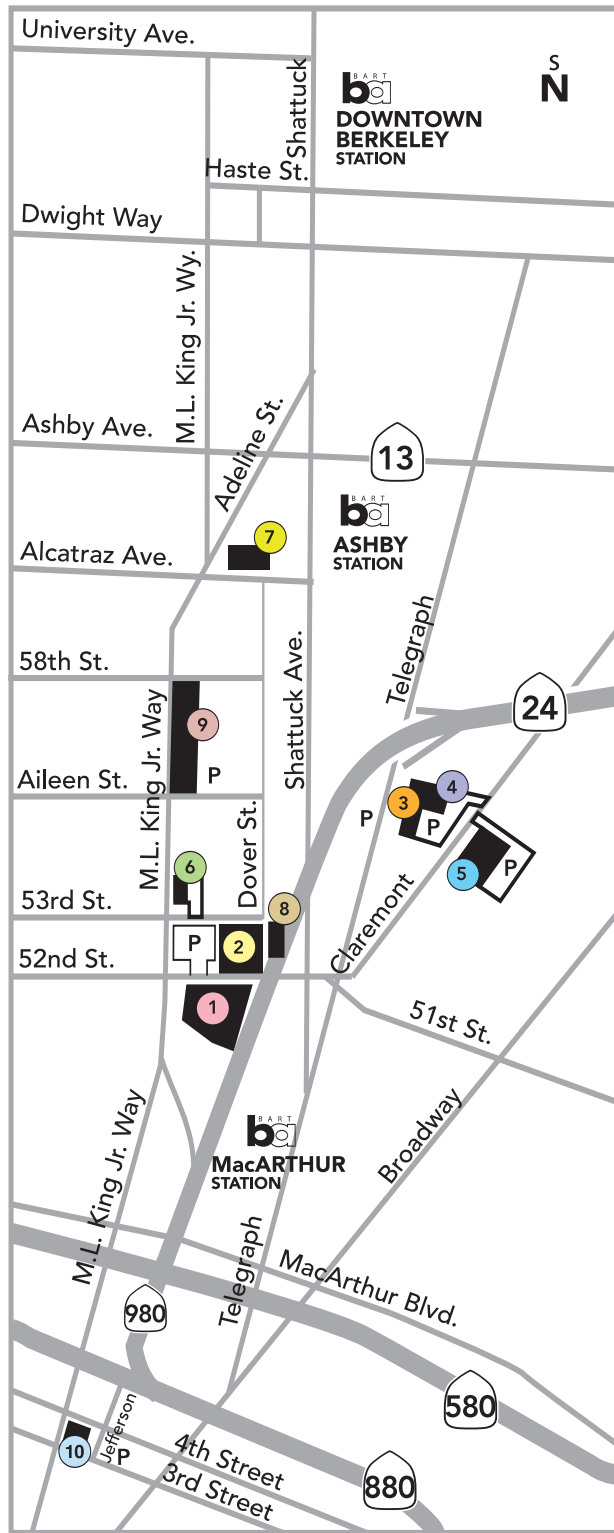 University Ave.
Shattuck
BART
ba
DOWNTOWN
BERKELEY
STATION
S
N
Haste St.
Dwight Way
M.L. King Jr. Wy.
Ashby Ave.
Adeline St.
13
BART
ba
ASHBY
STATION
7
Alcatraz Ave.
Telegraph
58th St.
Shattuck Ave.
24
M.L. King Jr. Way
9
P
Aileen St.
4
3
P
P
Dover St.
6
5
P
53rd St.
8
Claremont
P
2
52nd St.
1
51st St.
BART
ba
MacARTHUR
STATION
Broadway
M.L. King Jr. Way
Telegraph
MacArthur Blvd.
980
580
Jefferson
10
P
4th Street
3rd Street
880